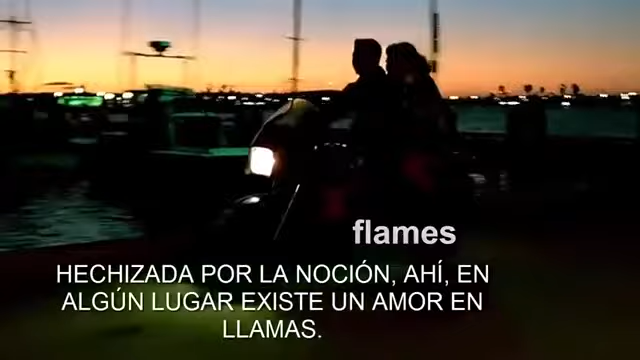 flames
HECHIZADA POR LA NOCIÓN, AHÍ, EN
ALGÚN LUGAR EXISTE UN AMOR EN
LLAMAS.